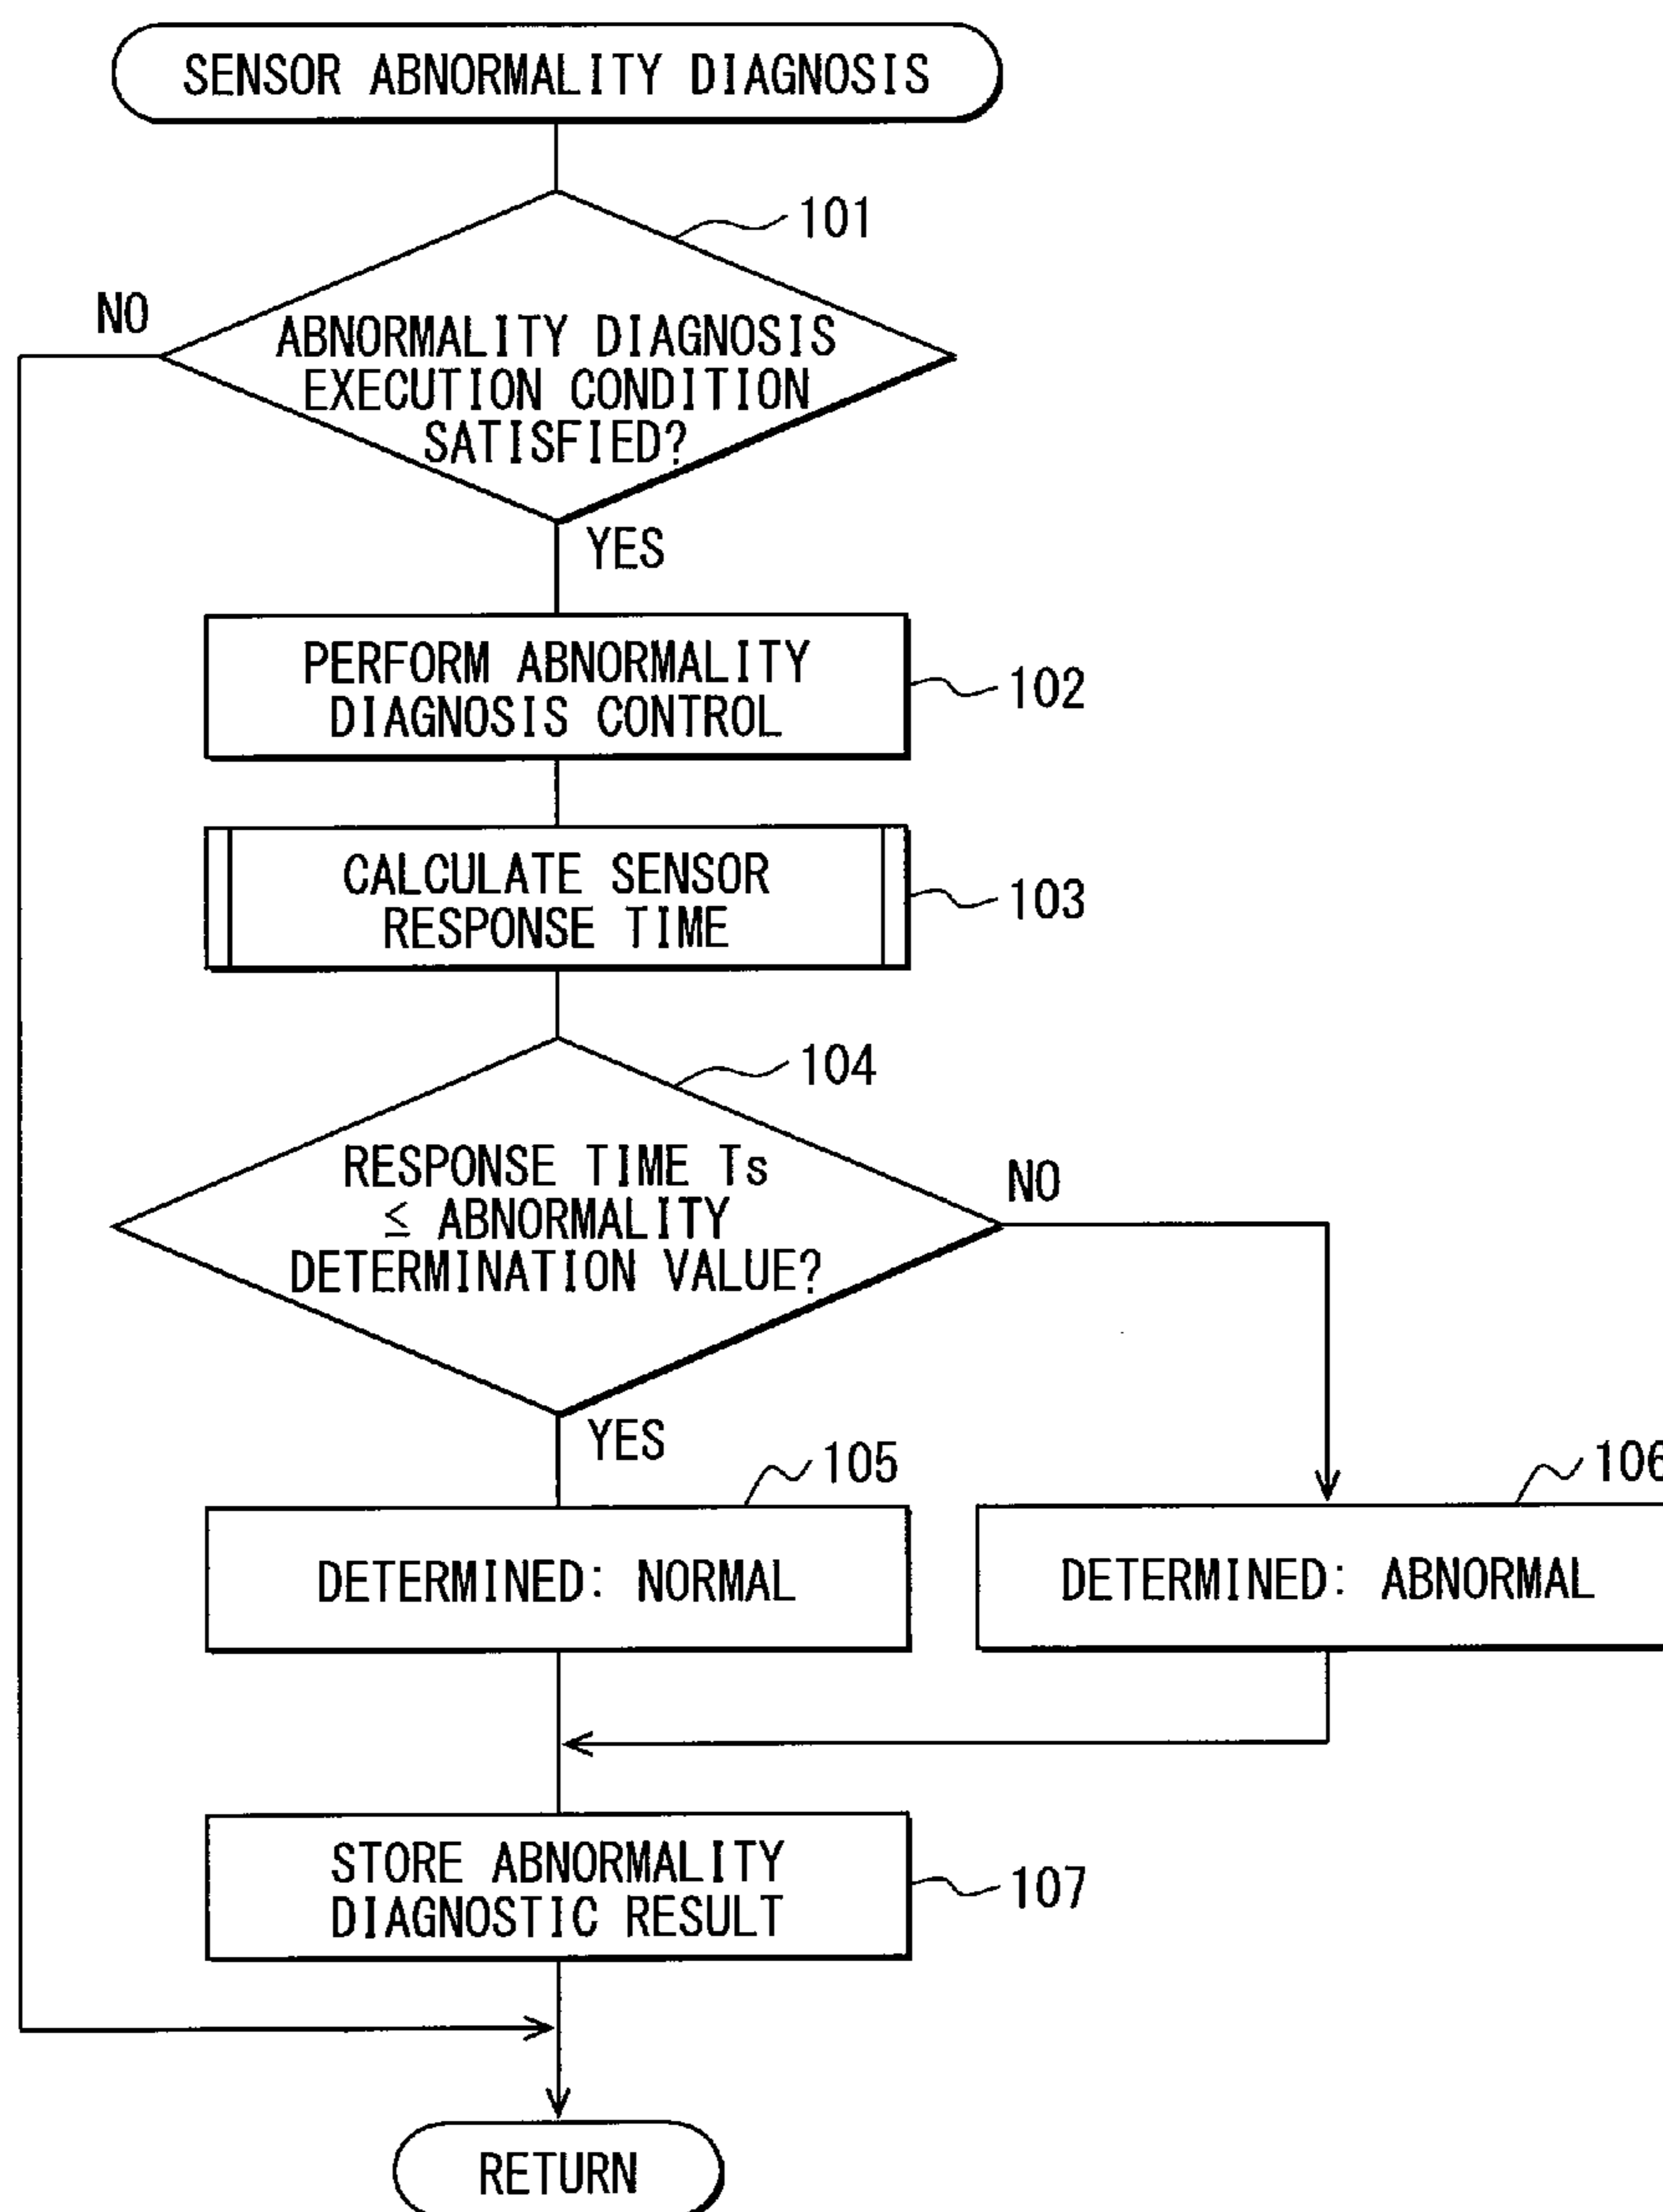 SENSOR ABNORMALITY DIAGNOSIS
101
NO
ABNORMALITY DIAGNOSIS
EXECUTION CONDITION
SATISFIED?
YES
PERFORM ABNORMALITY
DIAGNOSIS CONTROL
102
CALCULATE SENSOR
RESPONSE TIME
103
104
RESPONSE TIME Ts
≤ ABNORMALITY
DETERMINATION VALUE?
NO
YES
105
106
DETERMINED: NORMAL
DETERMINED: ABNORMAL
STORE ABNORMALITY
DIAGNOSTIC RESULT
107
RETURN